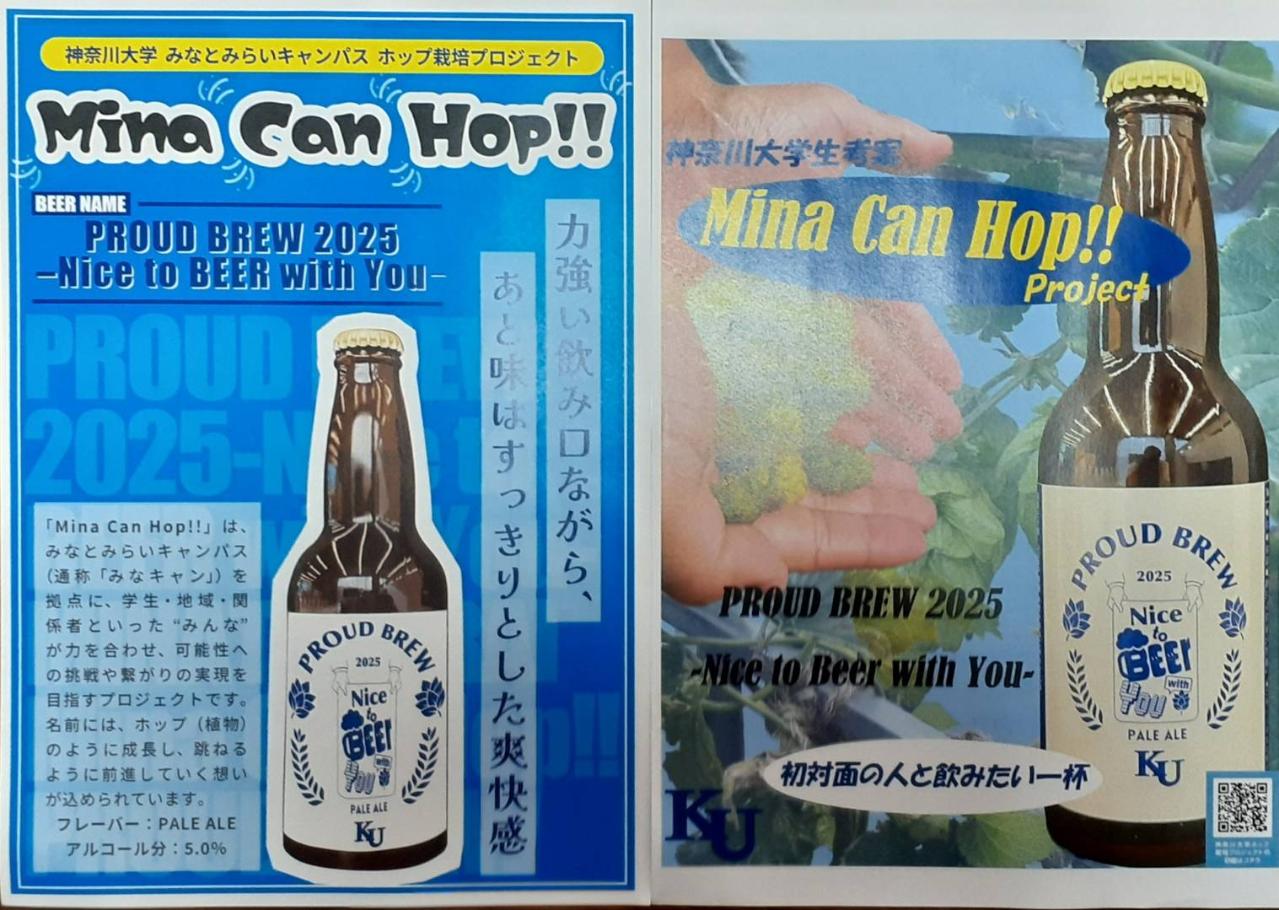 神奈川大学 みなとみらいキャンパス ホップ栽培プロジェクト
Mina Can Hop!!
BEER NAME
PROUD BREW 2025
–Nice to BEER with You–
力強い飲み口ながら、
あと味はすっきりとした爽快感
「Mina Can Hop!!」は、
みなとみらいキャンパス
（通称「みなキャン」）を
拠点に、学生・地域・関
係者といった “みんな”
が力を合わせ、可能性へ
の挑戦や繋がりの実現を
目指すプロジェクトです。
名前には、ホップ（植物）
のように成長し、跳ねる
ように前進していく想い
が込められています。
フレーバー：PALE ALE
アルコール分：5.0%
PROUD BREW
2025
Nice
to
BEER
with
You
PALE ALE
KU
神奈川大学生考案
Mina Can Hop!!
Project
PROUD BREW 2025
-Nice to Beer with You-
初対面の人と飲みたい一杯
KU
PROUD BREW
2025
Nice
to
BEER
with
You
PALE ALE
KU